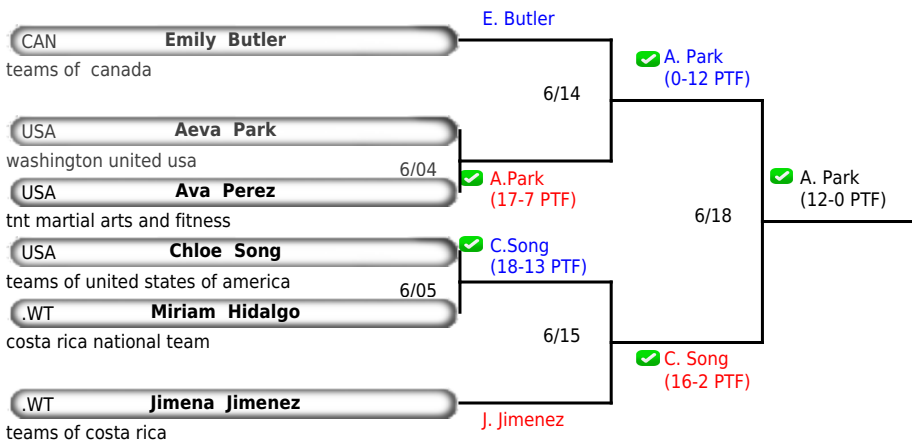 E. Butler
CAN Emily Butler
teams of canada
A. Park
(0-12 PTF)
6/14
USA Aeva Park
washington united usa
6/04
USA Ava Perez
A.Park
(17-7 PTF)
tnt martial arts and fitness
A. Park
(12-0 PTF)
6/18
USA Chloe Song
C.Song
(18-13 PTF)
teams of united states of america
6/05
.WT Miriam Hidalgo
costa rica national team
6/15
C. Song
(16-2 PTF)
.WT Jimena Jimenez
J. Jimenez
teams of costa rica